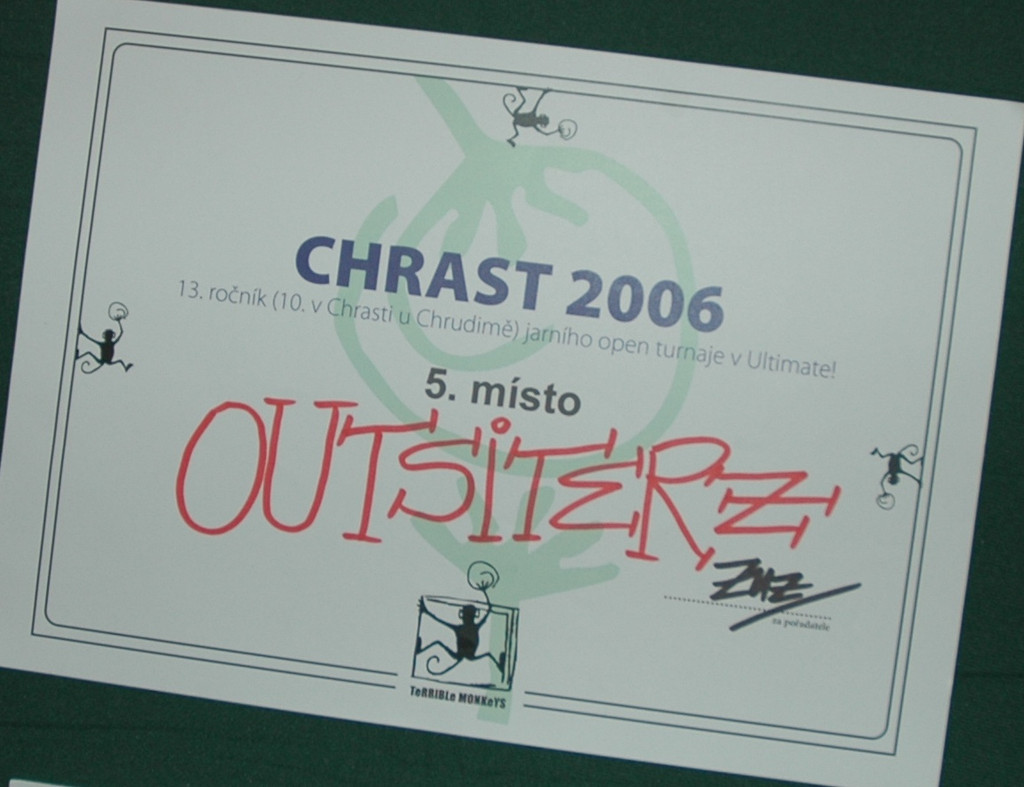 CHRAST 2006
13. ročník (10. v Chrasti u Chrudimě) jarního open turnaje v Ultimate!
5. místo
OUTSiTERZ
za pořadatele
TeRRIBLe MONKeYS